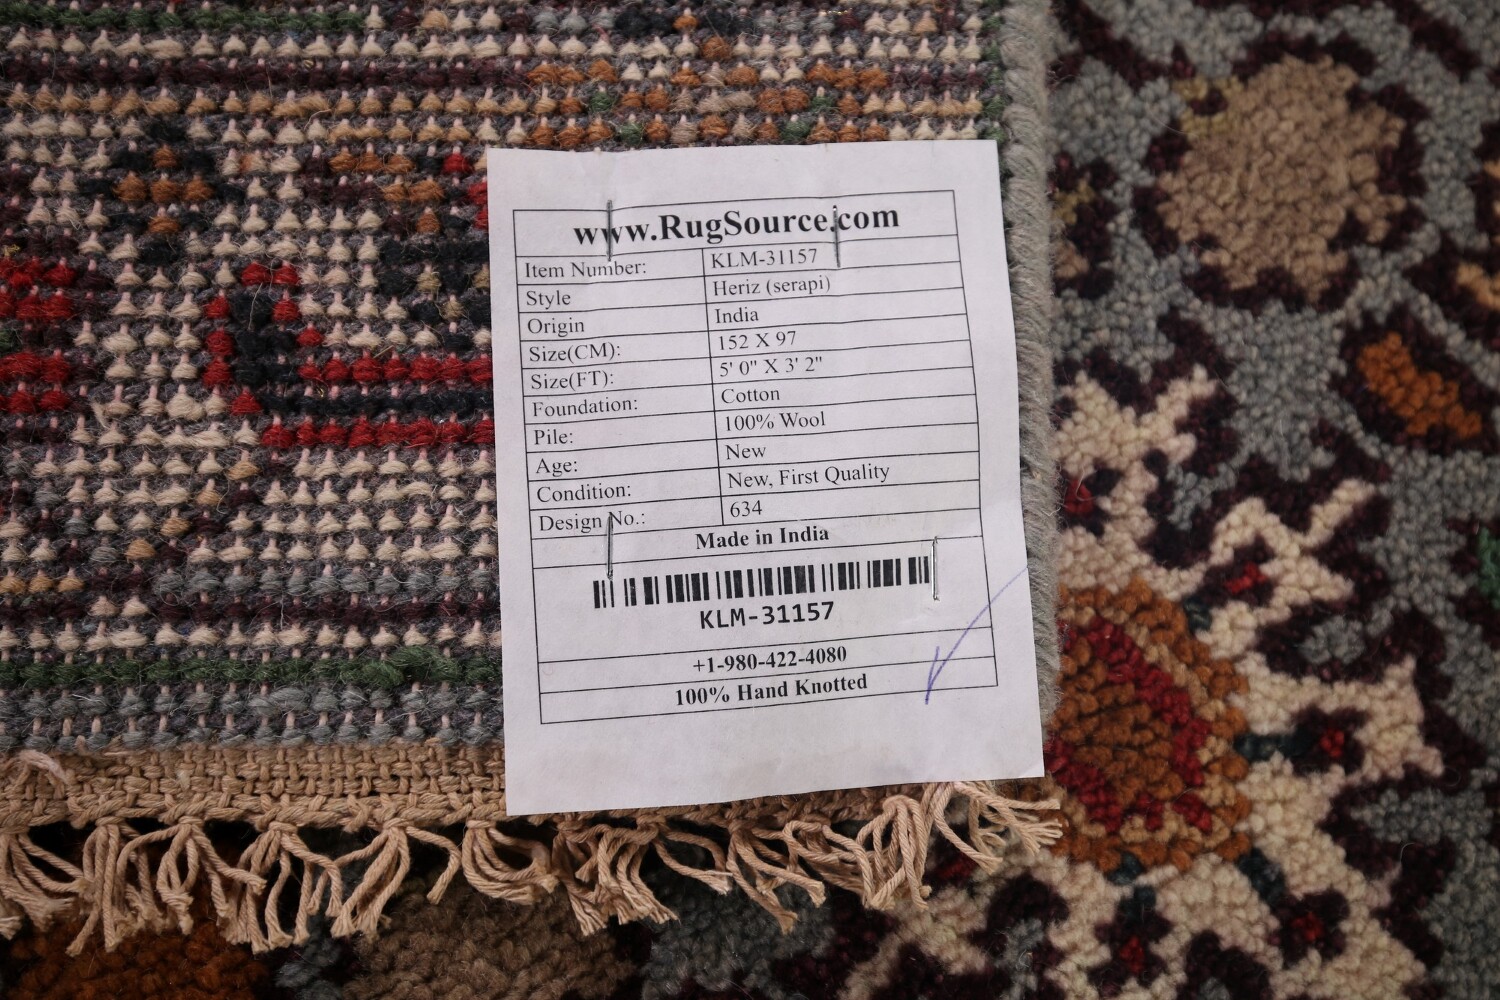 www.RugSource.com
Item Number: KLM-31157
Style Heriz (serapi)
Origin India
Size(CM): 152 X 97
Size(FT): 5' 0" X 3' 2"
Foundation: Cotton
Pile: 100% Wool
Age: New
Condition: New, First Quality
Design No.: 634
Made in India
KLM-31157
+1-980-422-4080
100% Hand Knotted